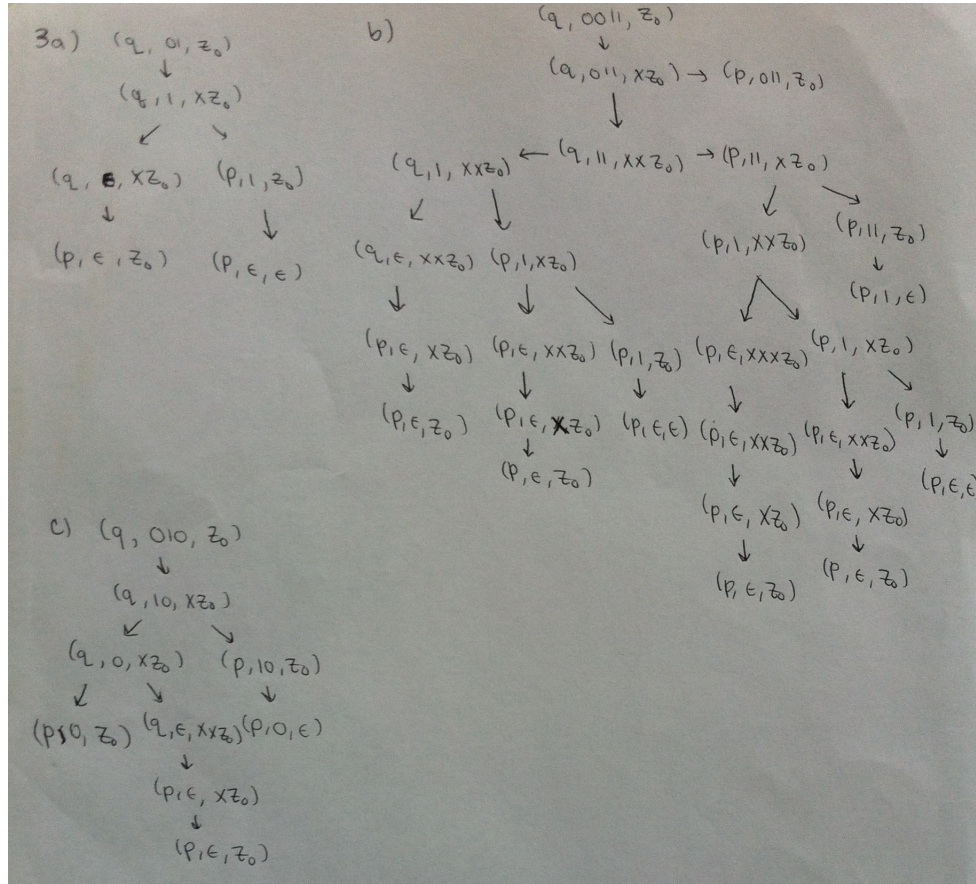 3a) (q, 01, Z₀)
↓
(q, 1, XZ₀)
↙ ↘
(q, ϵ, XZ₀) (p, 1, Z₀)
↓ ↓
(p, ϵ, Z₀) (p, ϵ, ϵ)
b) (q, 0011, Z₀)
↓
(q, 011, XZ₀) → (p, 011, Z₀)
↓
(q, 1, XXZ₀) ← (q, 11, XXZ₀) → (p, 11, XZ₀)
↙ ↘ ↙ ↘
(q, ϵ, XXZ₀) (p, 1, XZ₀) (p, 1, XXZ₀) (p, 11, Z₀)
↓
(p, 1, ϵ)
↓ ↓ ↘ ↙ ↘
(p, ϵ, XZ₀) (p, ϵ, XXZ₀) (p, 1, Z₀) (p, ϵ, XXXZ₀) (p, 1, XZ₀)
↓ ↓ ↓ ↓ ↓ ↘
(p, ϵ, Z₀) (p, ϵ, XZ₀) (p, ϵ, ϵ) (p, ϵ, XXZ₀) (p, ϵ, XXZ₀) (p, 1, Z₀)
↓ ↓ ↓ ↓
(p, ϵ, Z₀) (p, ϵ, XZ₀) (p, ϵ, XZ₀) (p, ϵ, ϵ
↓ ↓
(p, ϵ, Z₀) (p, ϵ, Z₀)
c) (q, 010, Z₀)
↓
(q, 10, XZ₀)
↙ ↘
(q, 0, XZ₀) (p, 10, Z₀)
↙ ↘ ↓
(p, 0, Z₀) (q, ϵ, XXZ₀) (p, 0, ϵ)
↓
(p, ϵ, XZ₀)
↓
(p, ϵ, Z₀)